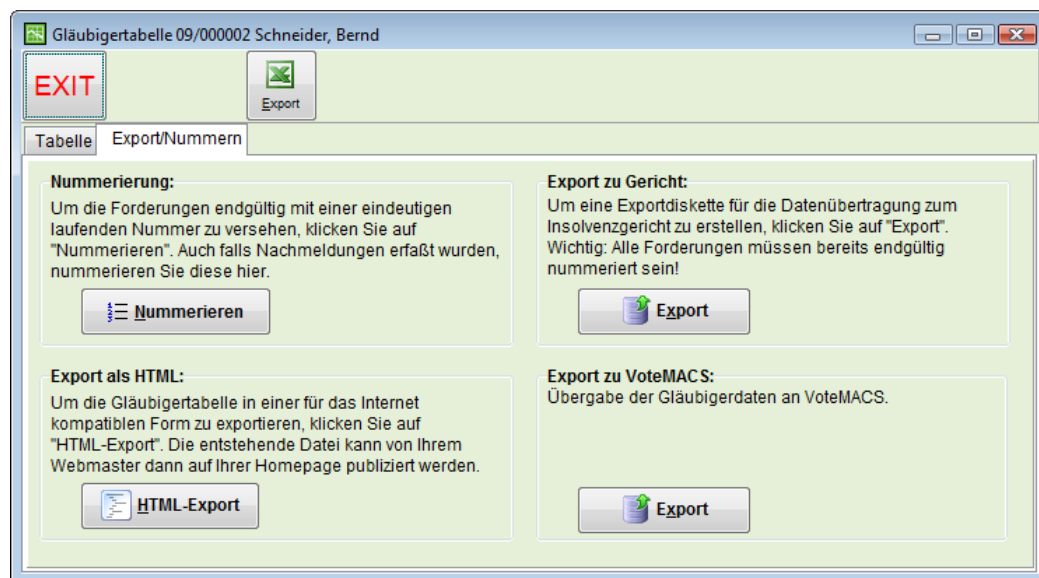 Gläubigertabelle 09/000002 Schneider, Bernd
EXIT
Export
Tabelle
Export/Nummern
Nummerierung:
Um die Forderungen endgültig mit einer eindeutigen
laufenden Nummer zu versehen, klicken Sie auf
"Nummerieren". Auch falls Nachmeldungen erfaßt wurden,
nummerieren Sie diese hier.
Nummerieren
Export zu Gericht:
Um eine Exportdiskette für die Datenübertragung zum
Insolvenzgericht zu erstellen, klicken Sie auf "Export".
Wichtig: Alle Forderungen müssen bereits endgültig
nummeriert sein!
Export
Export als HTML:
Um die Gläubigertabelle in einer für das Internet
kompatiblen Form zu exportieren, klicken Sie auf
"HTML-Export". Die entstehende Datei kann von Ihrem
Webmaster dann auf Ihrer Homepage publiziert werden.
HTML-Export
Export zu VoteMACS:
Übergabe der Gläubigerdaten an VoteMACS.
Export